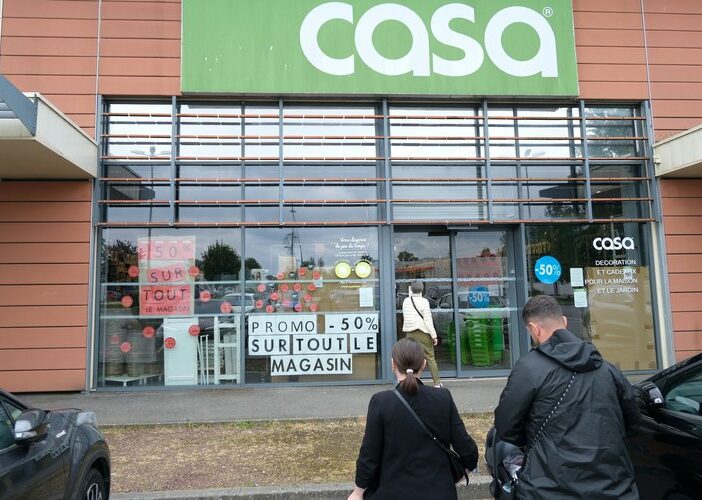 casa®
-50%
SUR
TOUT
LE MAGASIN
PROMO -50%
SUR TOUT LE
MAGASIN
-50%
-50%
casa
DECORATION
ET CADEAUX
POUR LA MAISON
ET LE JARDIN